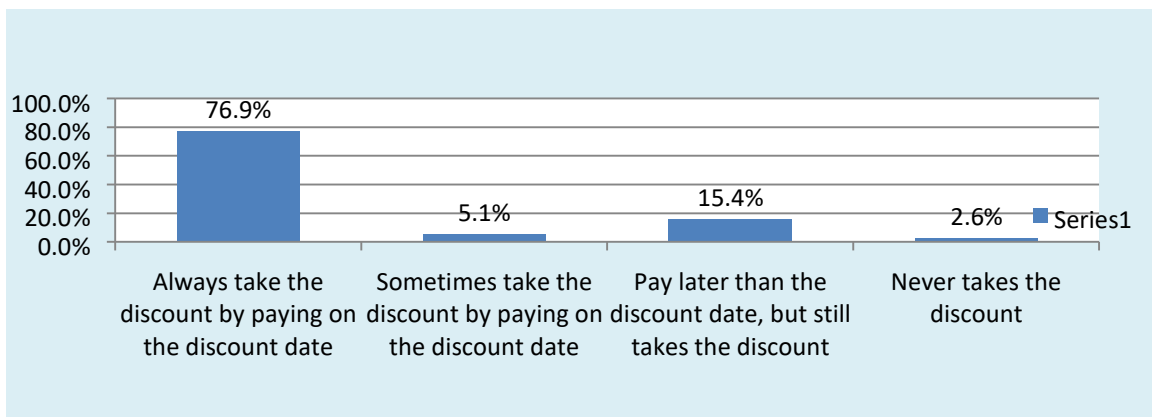 100.0%
80.0%
60.0%
40.0%
20.0%
0.0%
76.9%
5.1%
15.4%
2.6%
Series1
Always take the
discount by paying on
the discount date
Sometimes take the
discount by paying on
the discount date
Pay later than the
discount date, but still
takes the discount
Never takes the
discount